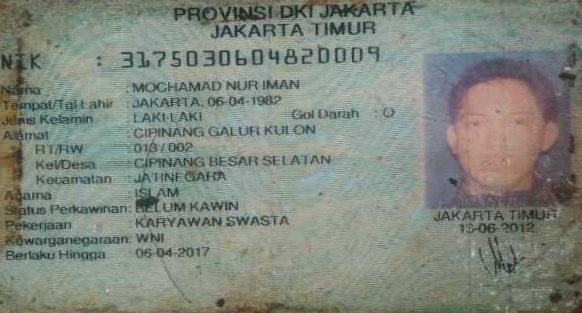 PROVINSI DKI JAKARTA
JAKARTA TIMUR
NIK : 3175030604820009
Nama : MOCHAMAD NUR IMAN
Tempat/Tgl Lahir : JAKARTA, 06-04-1982
Jenis Kelamin : LAKI-LAKI Gol Darah : O
Alamat : CIPINANG GALUR KULON
RT/RW : 013 / 002
Kel/Desa : CIPINANG BESAR SELATAN
Kecamatan : JATINEGARA
Agama : ISLAM
Status Perkawinan: BELUM KAWIN
Pekerjaan : KARYAWAN SWASTA
Kewarganegaraan: WNI
Berlaku Hingga : 06-04-2017
JAKARTA TIMUR
13-06-2012